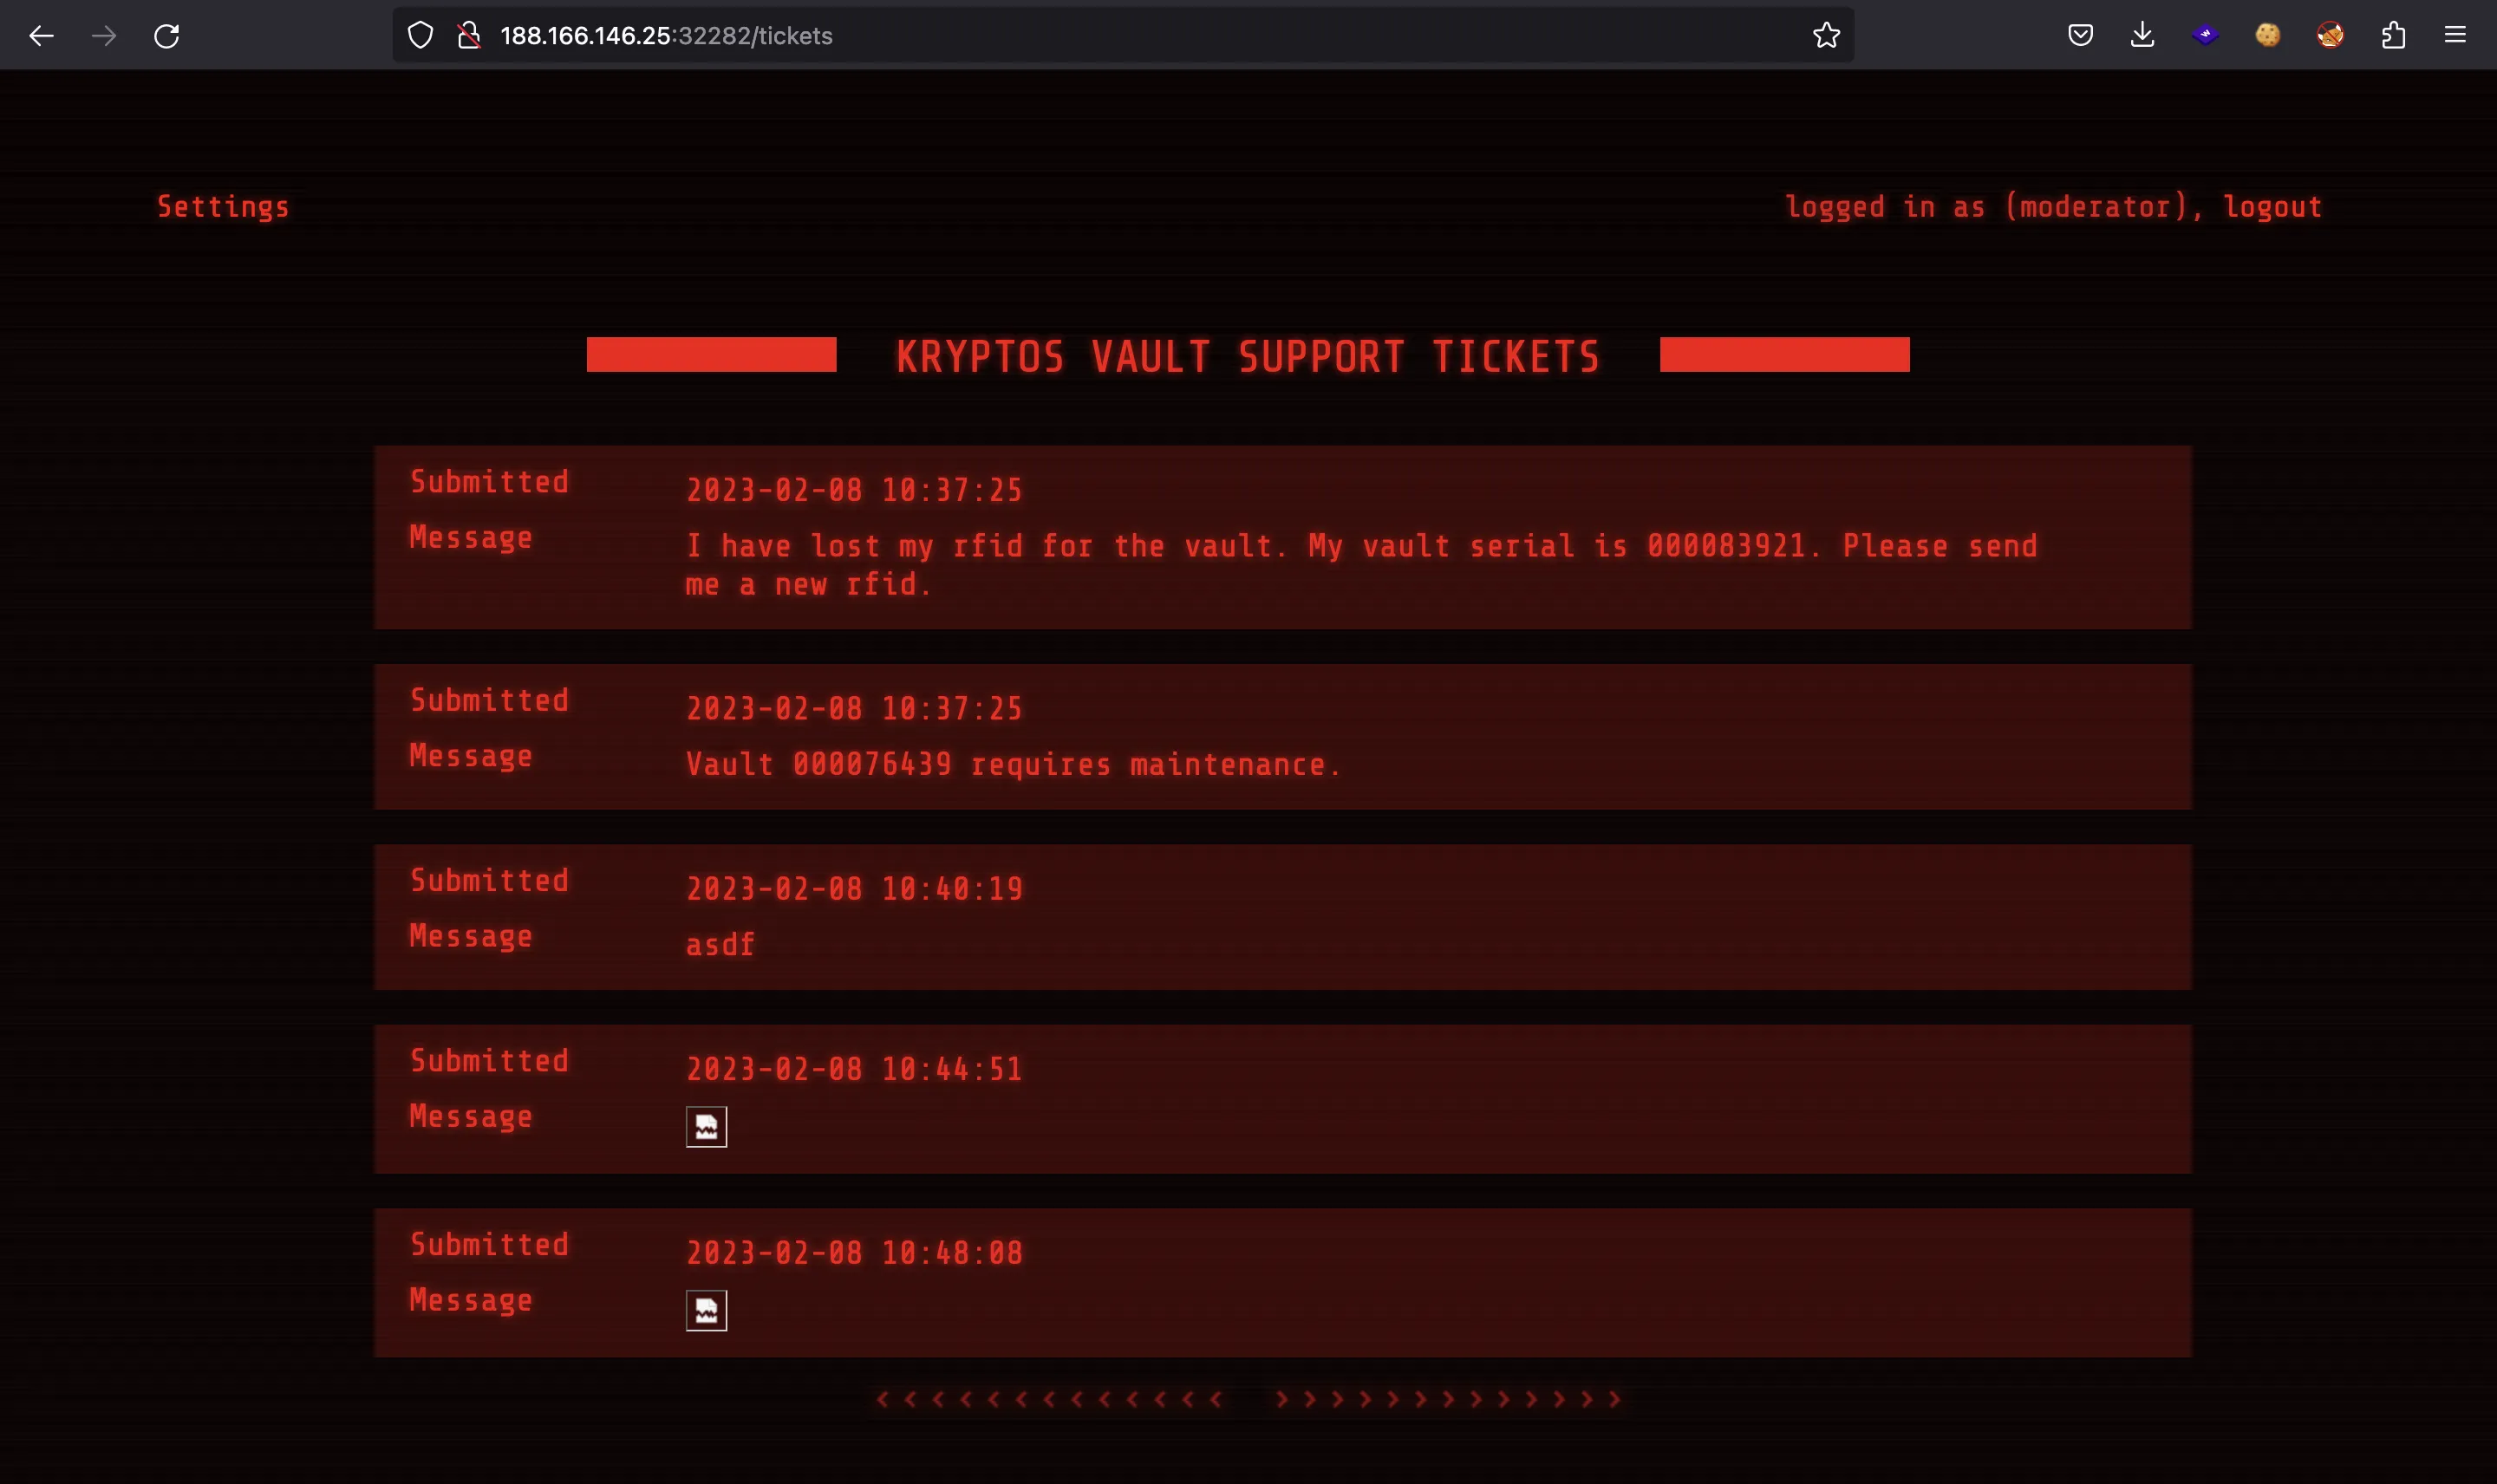 188.166.146.25:32282/tickets
Settings
logged in as (moderator), logout
KRYPTOS VAULT SUPPORT TICKETS
Submitted 2023-02-08 10:37:25
Message I have lost my rfid for the vault. My vault serial is 000083921. Please send
me a new rfid.
Submitted 2023-02-08 10:37:25
Message Vault 000076439 requires maintenance.
Submitted 2023-02-08 10:40:19
Message asdf
Submitted 2023-02-08 10:44:51
Message
Submitted 2023-02-08 10:48:08
Message
< < < < < < < < < < < < < > > > > > > > > > > > > >